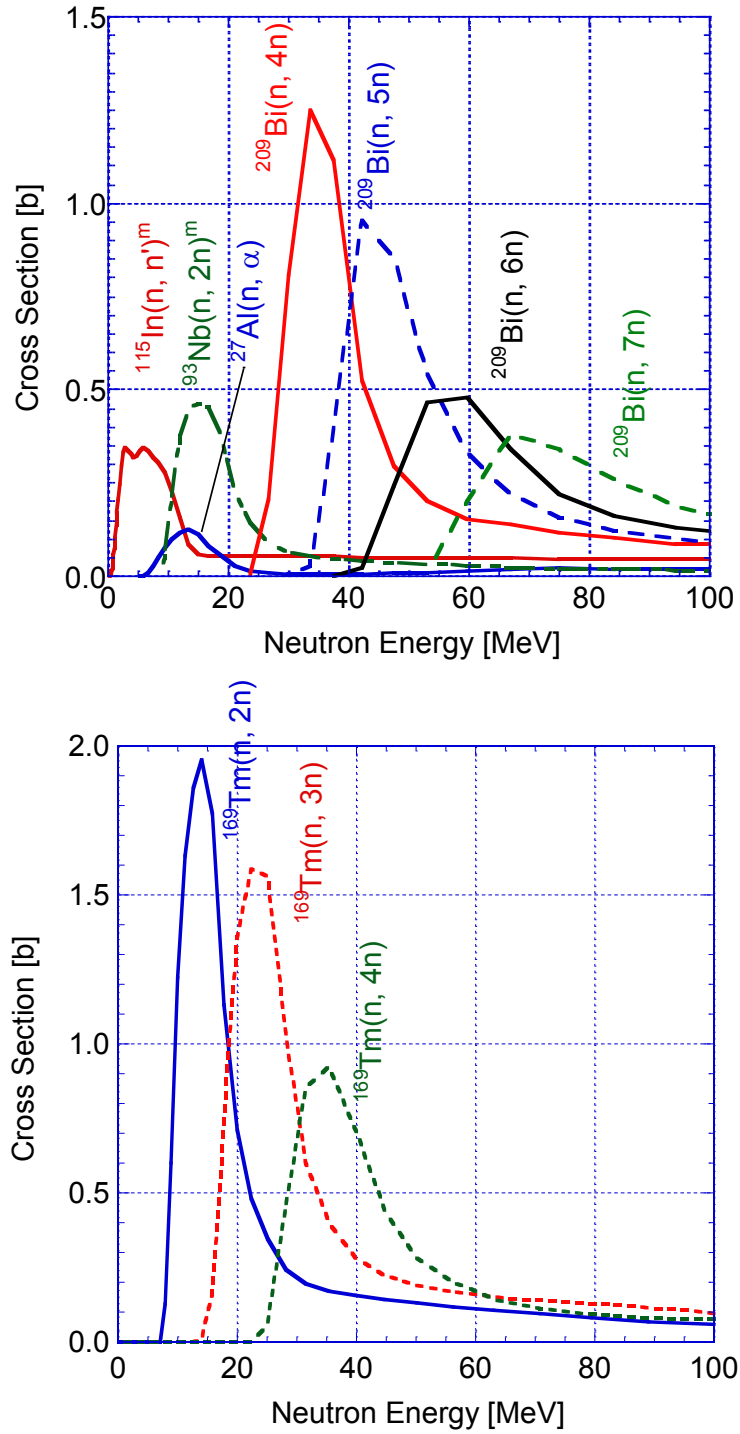 1.5
1.0
0.5
0.0
Cross Section [b]
¹¹⁵In(n, n')ᵐ
⁹³Nb(n, 2n)ᵐ
²⁷Al(n, α)
²⁰⁹Bi(n, 4n)
²⁰⁹Bi(n, 5n)
²⁰⁹Bi(n, 6n)
²⁰⁹Bi(n, 7n)
0 20 40 60 80 100
Neutron Energy [MeV]
2.0
1.5
1.0
0.5
0.0
Cross Section [b]
¹⁶⁹Tm(n, 2n)
¹⁶⁹Tm(n, 3n)
¹⁶⁹Tm(n, 4n)
0 20 40 60 80 100
Neutron Energy [MeV]